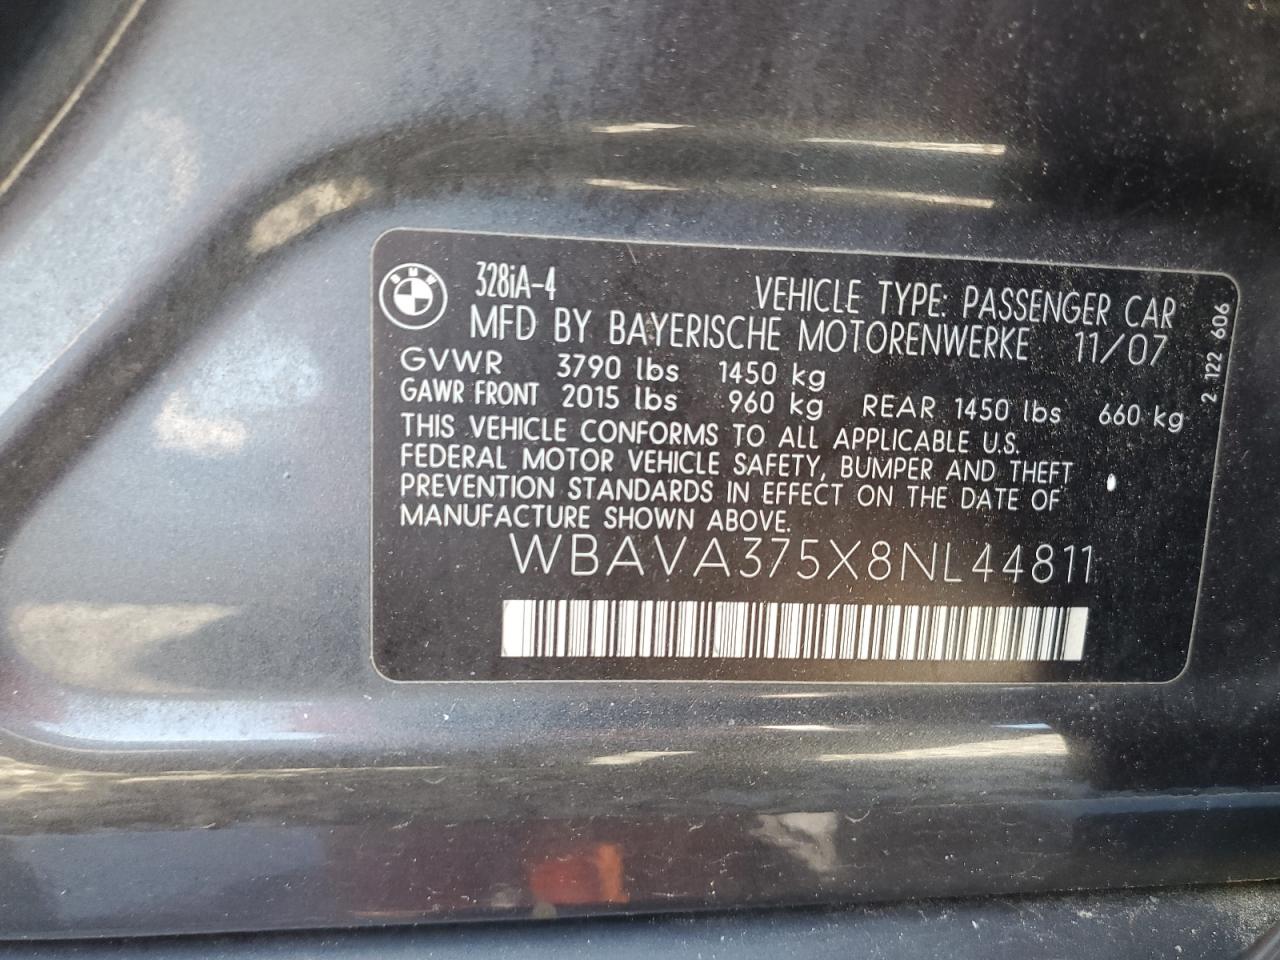 BMW
328iA-4 VEHICLE TYPE: PASSENGER CAR
MFD BY BAYERISCHE MOTORENWERKE 11/07
GVWR 3790 lbs 1450 kg
GAWR FRONT 2015 lbs 960 kg REAR 1450 lbs 660 kg
THIS VEHICLE CONFORMS TO ALL APPLICABLE U.S.
FEDERAL MOTOR VEHICLE SAFETY, BUMPER AND THEFT
PREVENTION STANDARDS IN EFFECT ON THE DATE OF
MANUFACTURE SHOWN ABOVE.
WBAVA375X8NL44811
2 122 606